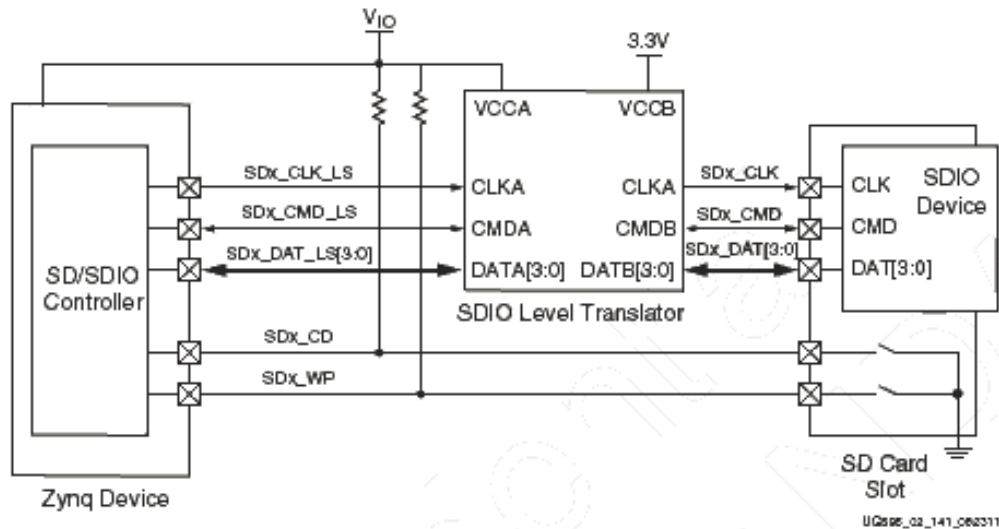 VIO
3.3V
VCCA
VCCB
SDx_CLK_LS
CLKA
CLKA
SDx_CLK
CLK
SDIO
Device
SDx_CMD_LS
CMDA
CMDB
SDx_CMD
CMD
SDx_DAT_LS[3:0]
DATA[3:0]
DATB[3:0]
SDx_DAT[3:0]
DAT[3:0]
SD/SDIO
Controller
SDIO Level Translator
SDx_CD
SDx_WP
Zynq Device
SD Card
Slot